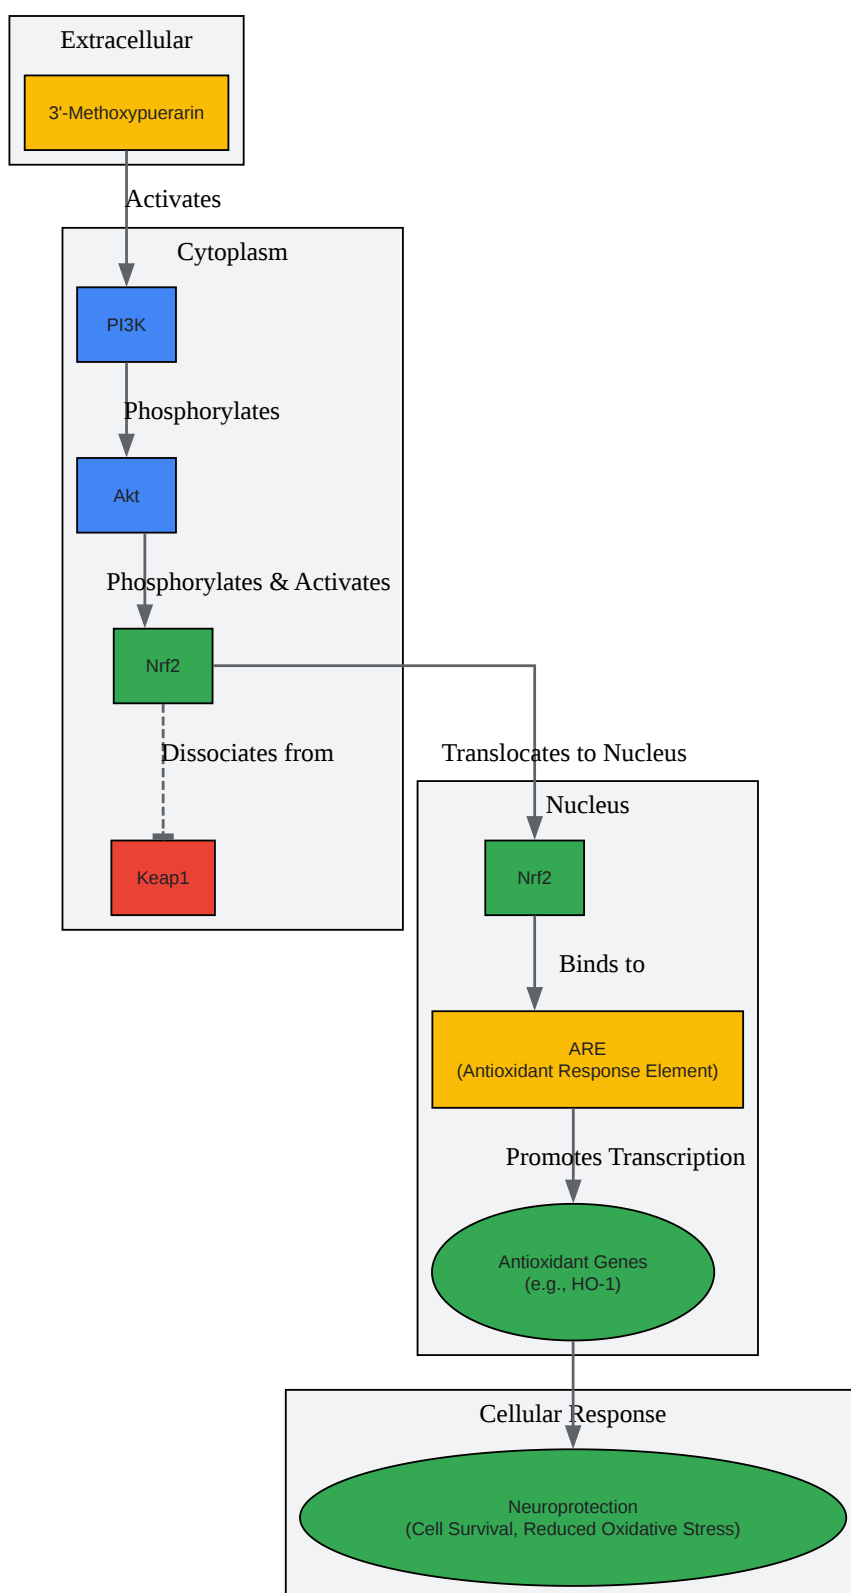 Extracellular
3'-Methoxypuerarin
Activates
Cytoplasm
PI3K
Phosphorylates
Akt
Phosphorylates & Activates
Nrf2
Dissociates from
Translocates to Nucleus
Nucleus
Keap1
Nrf2
Binds to
ARE
(Antioxidant Response Element)
Promotes Transcription
Antioxidant Genes
(e.g., HO-1)
Cellular Response
Neuroprotection
(Cell Survival, Reduced Oxidative Stress)